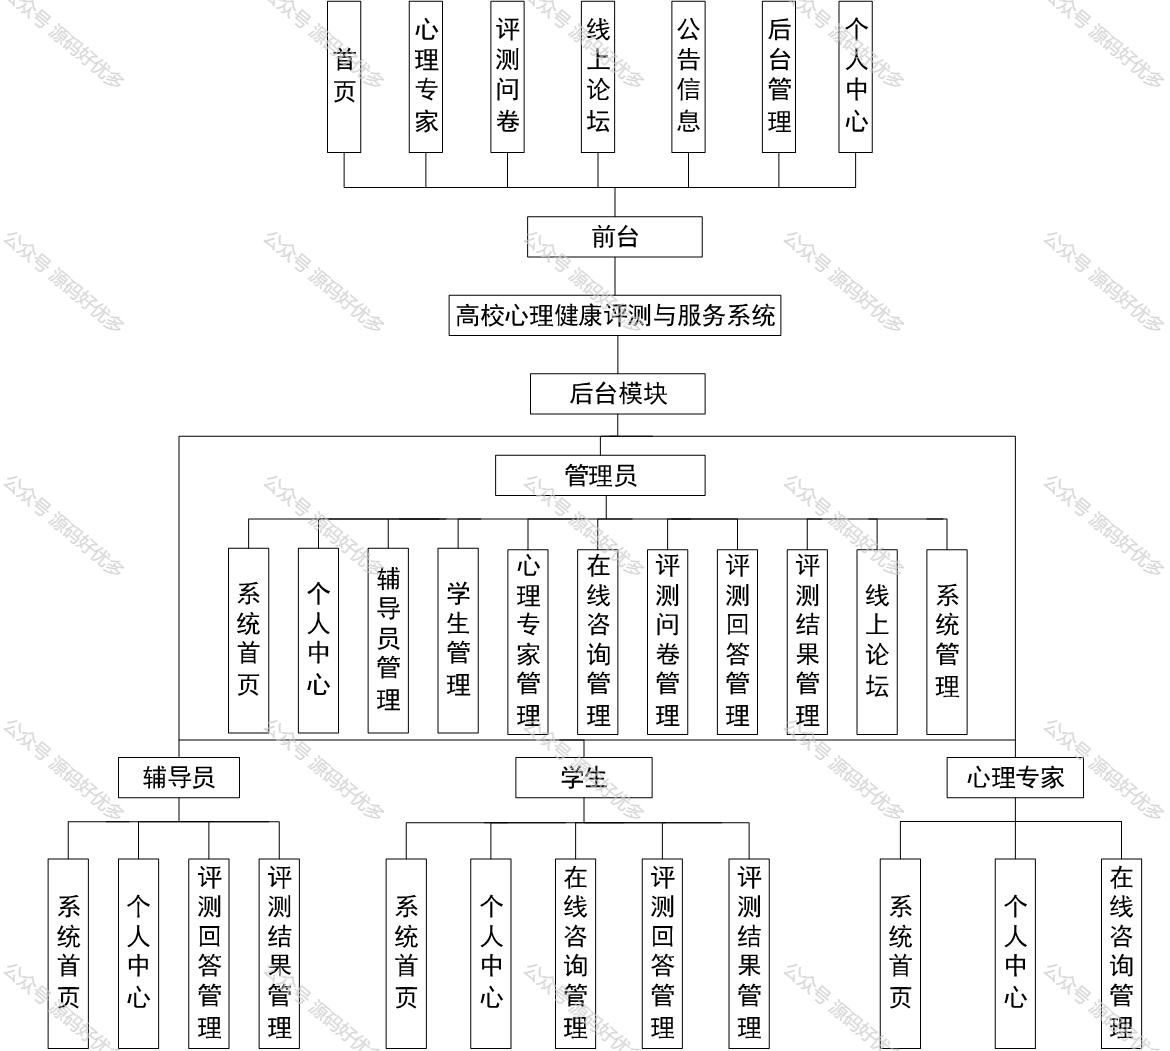 首页
心理专家
评测问卷
线上论坛
公告信息
后台管理
个人中心
前台
高校心理健康评测与服务系统
后台模块
管理员
系统首页
个人中心
辅导员管理
学生管理
心理专家管理
在线咨询管理
评测问卷管理
评测回答管理
评测结果管理
线上论坛
系统管理
辅导员
学生
心理专家
系统首页
个人中心
评测回答管理
评测结果管理
系统首页
个人中心
在线咨询管理
评测回答管理
评测结果管理
系统首页
个人中心
在线咨询管理
公众号 源码好优多